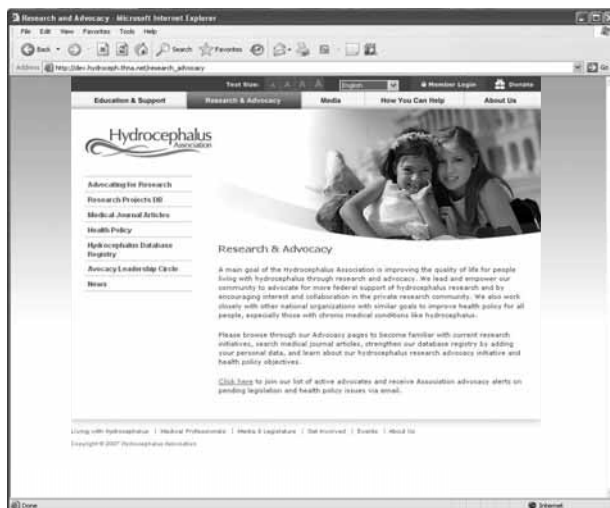 Research and Advocacy - Microsoft Internet Explorer
File Edit View Favorites Tools Help
Back Search Favorites
Address http://dev.hydroceph.thna.net/research_advocacy Go
Text Size: A A A A English Member Login Donate
Education & Support Research & Advocacy Media How You Can Help About Us
Hydrocephalus
Association
Advocating for Research
Research Projects DB
Medical Journal Articles
Health Policy
Hydrocephalus Database
Registry
Avocacy Leadership Circle
News
Research & Advocacy
A main goal of the Hydrocephalus Association is improving the quality of life for people
living with hydrocephalus through research and advocacy. We lead and empower our
community to advocate for more federal support of hydrocephalus research and by
encouraging interest and collaboration in the private research community. We also work
closely with other national organizations with similar goals to improve health policy for all
people, especially those with chronic medical conditions like hydrocephalus.
Please browse through our Advocacy pages to become familiar with current research
initiatives, search medical journal articles, strengthen our database registry by adding
your personal data, and learn about our hydrocephalus research advocacy initiative and
health policy objectives.
Click here to join our list of active advocates and receive Association advocacy alerts on
pending legislation and health policy issues via email.
Living with Hydrocephalus | Medical Professionals | Media & Legislature | Get Involved | Events | About Us
Copyright © 2007 Hydrocephalus Association
Done Internet